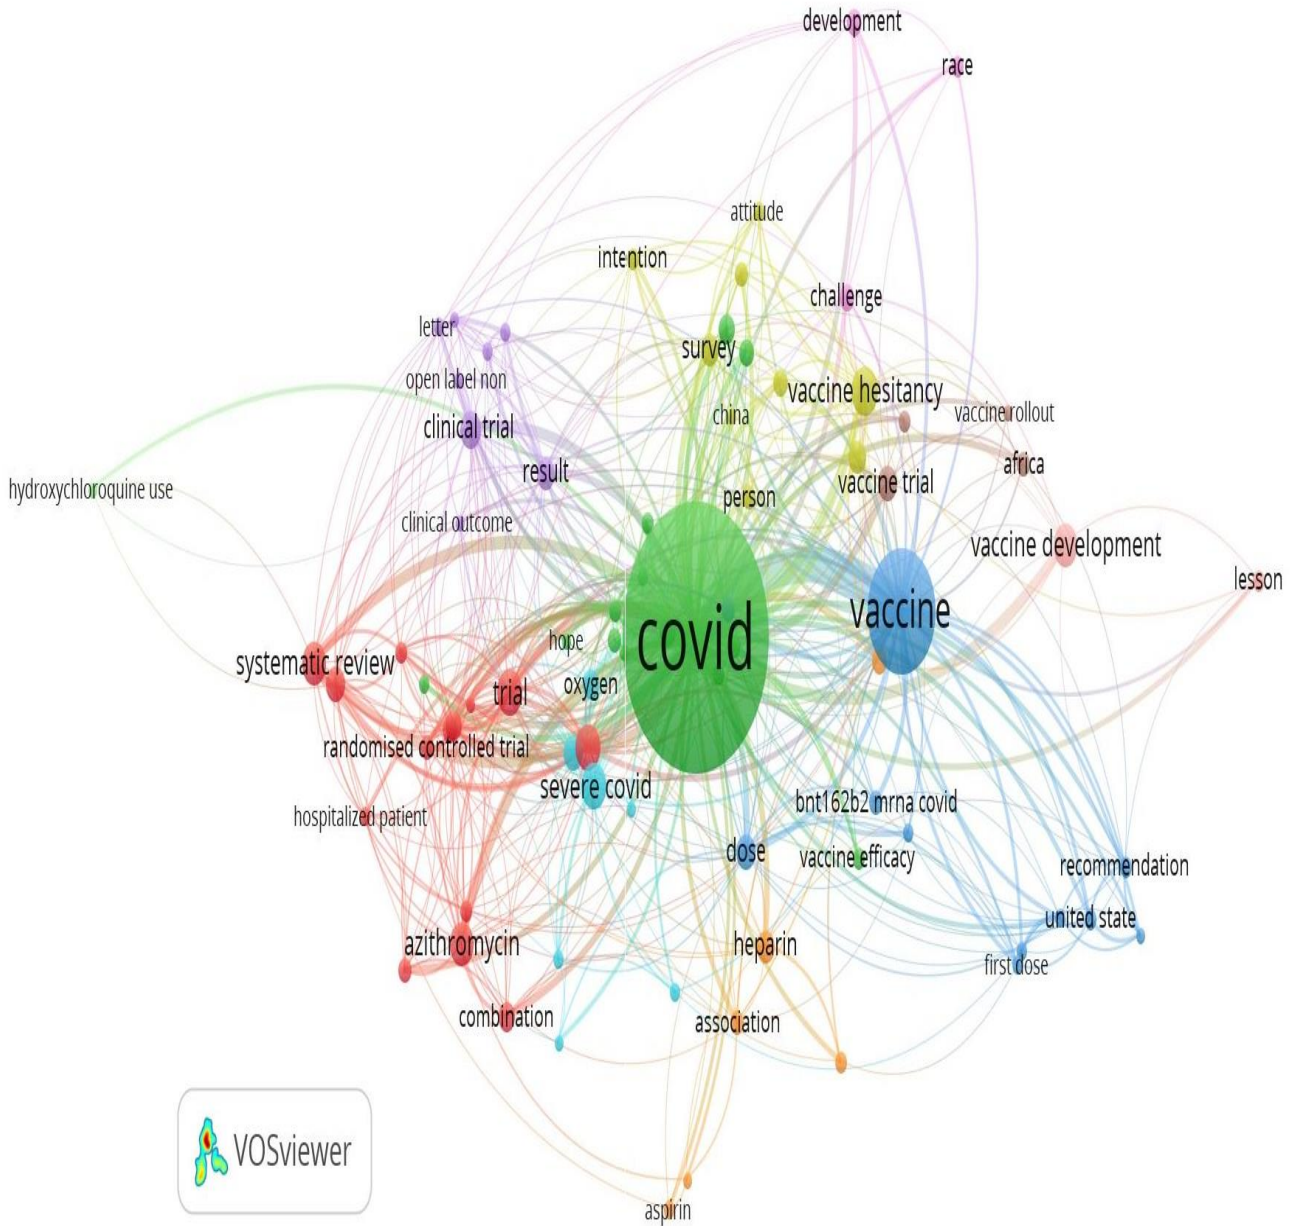 development
race
attitude
intention
challenge
letter
survey
open label non
vaccine hesitancy
china
vaccine rollout
clinical trial
africa
result
vaccine trial
hydroxychloroquine use
person
clinical outcome
vaccine development
lesson
covid
vaccine
hope
systematic review
oxygen
trial
randomised controlled trial
severe covid
bnt162b2 mrna covid
hospitalized patient
dose
vaccine efficacy
recommendation
united state
azithromycin
heparin
first dose
combination
association
VOSviewer
aspirin